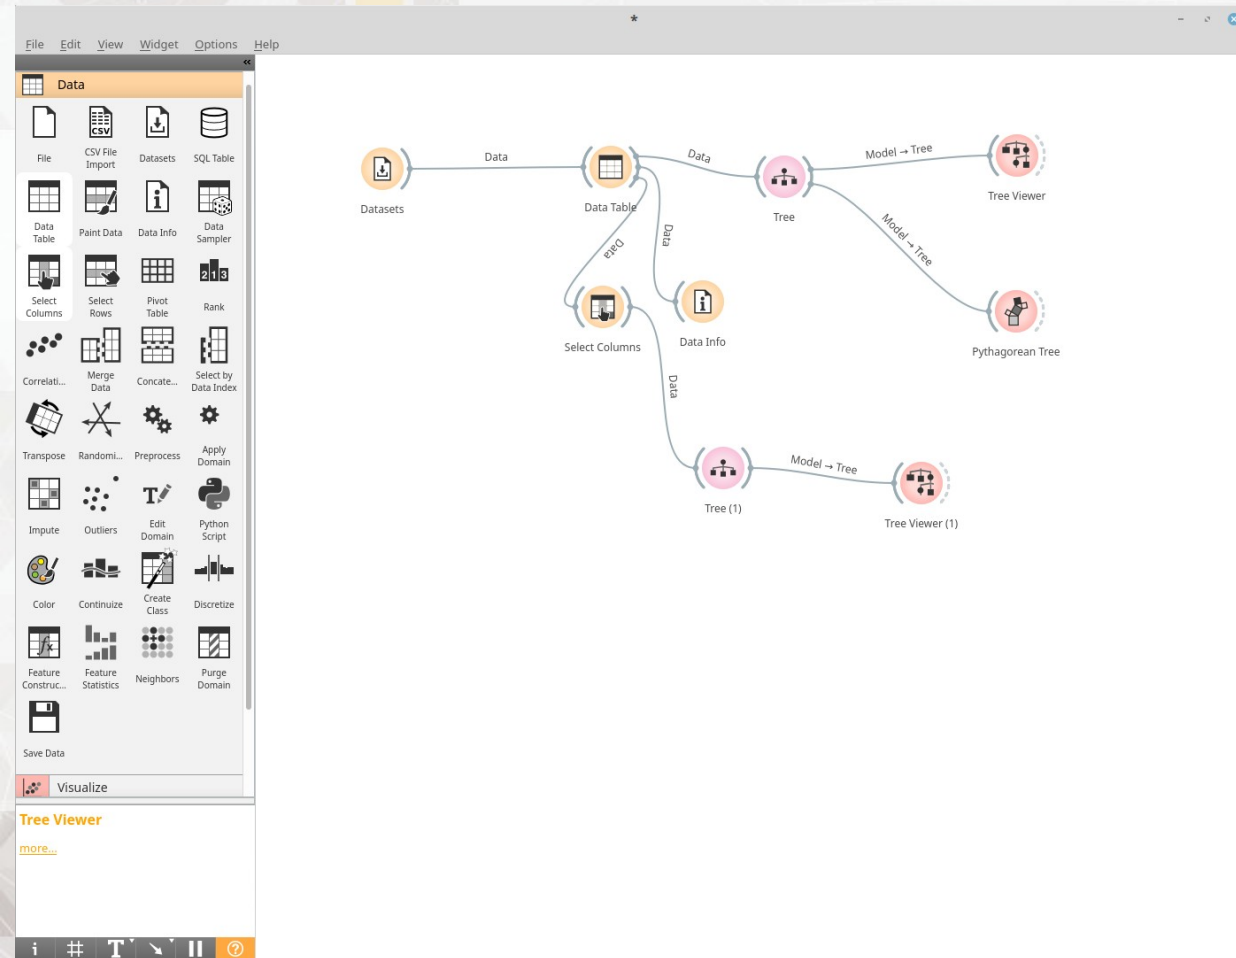 *
File Edit View Widget Options Help
Data
File
CSV File
Import
Datasets
SQL Table
Data
Table
Paint Data
Data Info
Data
Sampler
Select
Columns
Select
Rows
Pivot
Table
Rank
Correlati...
Merge
Data
Concate...
Select by
Data Index
Transpose
Randomi...
Preprocess
Apply
Domain
Impute
Outliers
Edit
Domain
Python
Script
Color
Continuize
Create
Class
Discretize
Feature
Construc...
Feature
Statistics
Neighbors
Purge
Domain
Save Data
Visualize
Tree Viewer
more...
Datasets
Data
Data Table
Data
Tree
Model → Tree
Tree Viewer
Model → Tree
Pythagorean Tree
Data
Data
Select Columns
Data Info
Data
Tree (1)
Model → Tree
Tree Viewer (1)